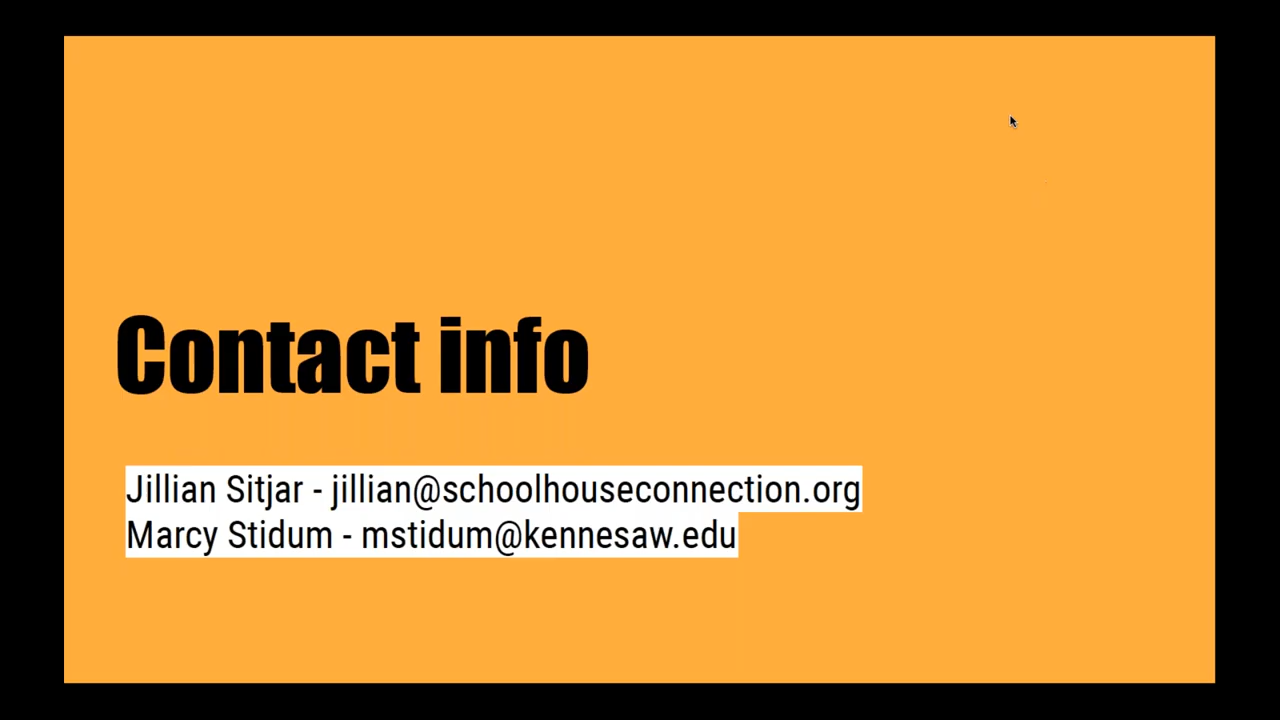 Contact info
Jillian Sitjar - jillian@schoolhouseconnection.org
Marcy Stidum - mstidum@kennesaw.edu